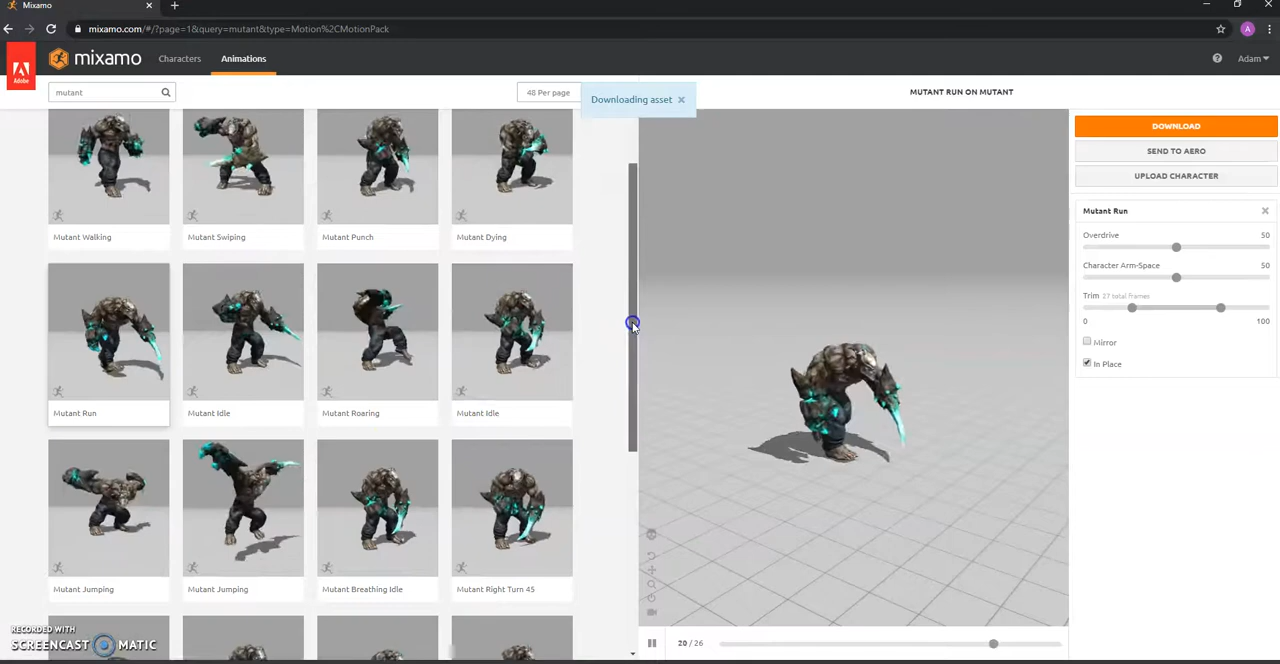 Mixamo
mixamo.com/#/?page=1&query=mutant&type=Motion%2CMotionPack
A
Adobe
mixamo
Characters
Animations
Adam
mutant
48 Per page
Downloading asset
MUTANT RUN ON MUTANT
DOWNLOAD
SEND TO AERO
UPLOAD CHARACTER
Mutant Run
Overdrive 50
Character Arm-Space 50
Trim 27 total frames
0 100
Mirror
In Place
Mutant Walking
Mutant Swiping
Mutant Punch
Mutant Dying
Mutant Run
Mutant Idle
Mutant Roaring
Mutant Idle
Mutant Jumping
Mutant Jumping
Mutant Breathing Idle
Mutant Right Turn 45
20 / 26
RECORDED WITH
SCREENCAST MATIC